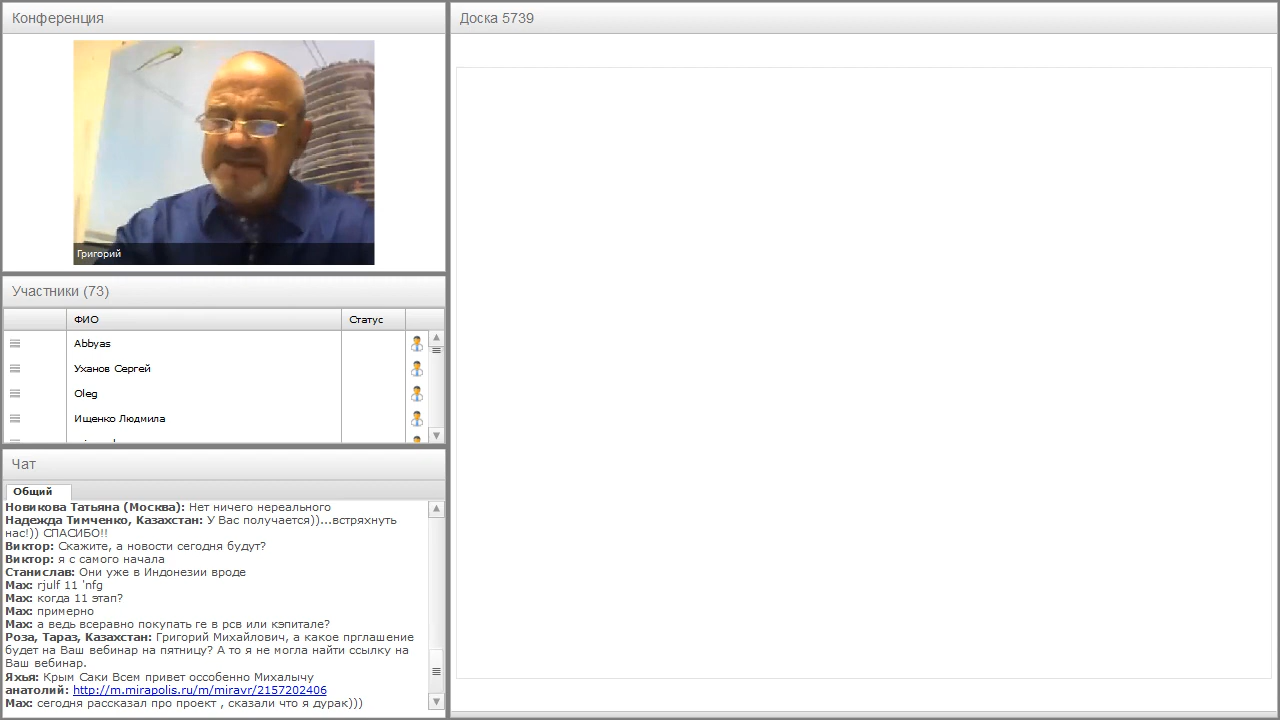 Конференция
Григорий
Участники (73)
ФИО
Статус
Abbyas
Уханов Сергей
Oleg
Ищенко Людмила
Чат
Общий
Новикова Татьяна (Москва): Нет ничего нереального
Надежда Тимченко, Казахстан: У Вас получается))...встряхнуть
нас!)) СПАСИБО!!
Виктор: Скажите, а новости сегодня будут?
Виктор: я с самого начала
Станислав: Они уже в Индонезии вроде
Max: rjulf 11 'nfg
Max: когда 11 этап?
Max: примерно
Max: а ведь всеравно покупать ге в рсв или кэпитале?
Роза, Тараз, Казахстан: Григорий Михайлович, а какое прглашение
будет на Ваш вебинар на пятницу? А то я не могла найти ссылку на
Ваш вебинар.
Яхья: Крым Саки Всем привет оссобенно Михалычу
анатолий: http://m.mirapolis.ru/m/miravr/2157202406
Max: сегодня рассказал про проект , сказали что я дурак)))
Доска 5739